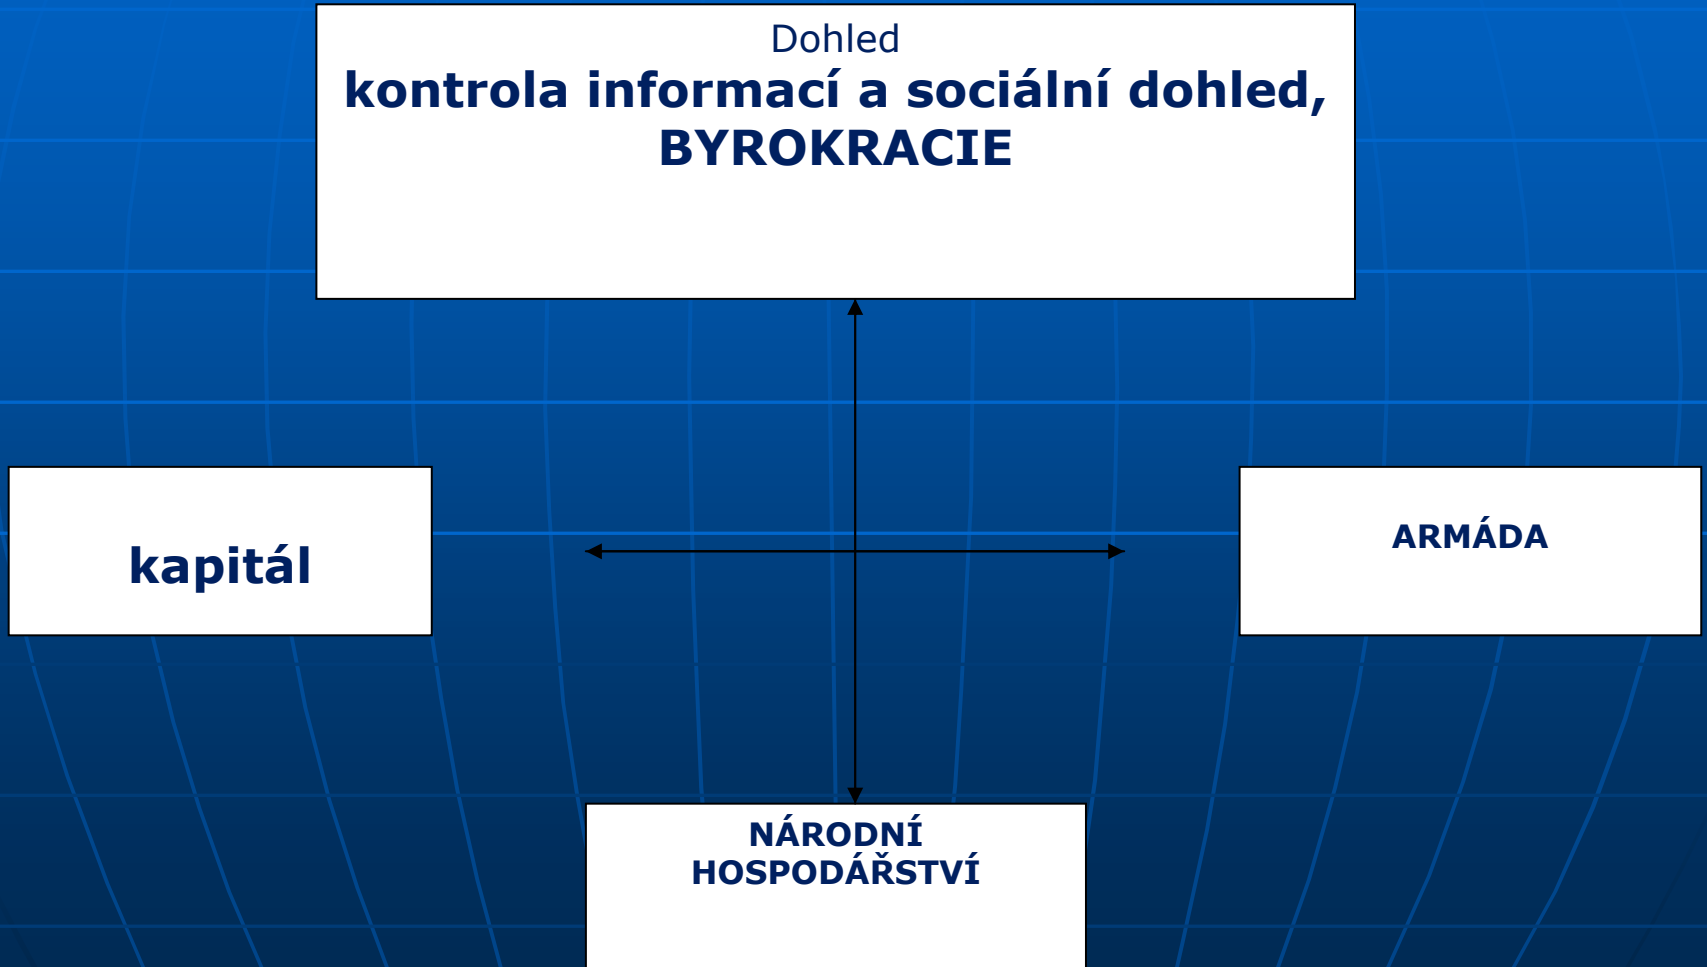 Dohled
kontrola informací a sociální dohled,
BYROKRACIE
kapitál
ARMÁDA
NÁRODNÍ
HOSPODÁŘSTVÍ